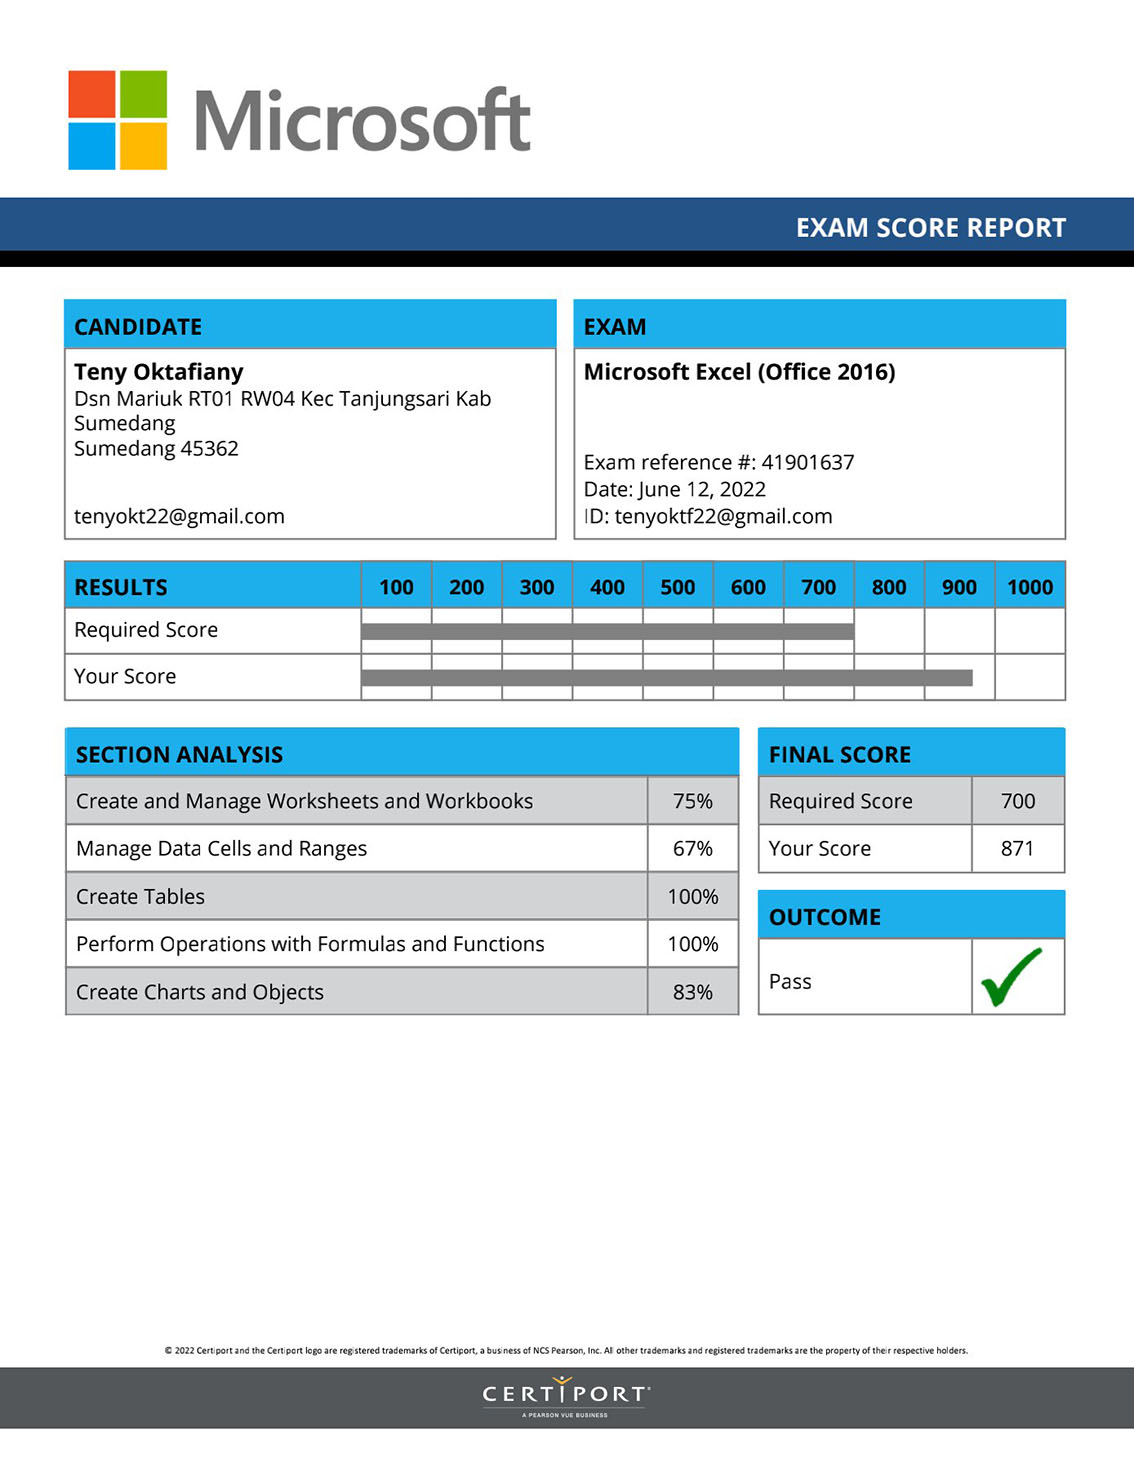 Microsoft
EXAM SCORE REPORT
CANDIDATE
Teny Oktafiany
Dsn Mariuk RT01 RW04 Kec Tanjungsari Kab
Sumedang
Sumedang 45362
tenyokt22@gmail.com
EXAM
Microsoft Excel (Office 2016)
Exam reference #: 41901637
Date: June 12, 2022
ID: tenyoktf22@gmail.com
RESULTS 100 200 300 400 500 600 700 800 900 1000
Required Score
Your Score
SECTION ANALYSIS
Create and Manage Worksheets and Workbooks 75%
Manage Data Cells and Ranges 67%
Create Tables 100%
Perform Operations with Formulas and Functions 100%
Create Charts and Objects 83%
FINAL SCORE
Required Score 700
Your Score 871
OUTCOME
Pass
© 2022 Certiport and the Certiport logo are registered trademarks of Certiport, a business of NCS Pearson, Inc. All other trademarks and registered trademarks are the property of their respective holders.
CERTIPORT®
A PEARSON VUE BUSINESS